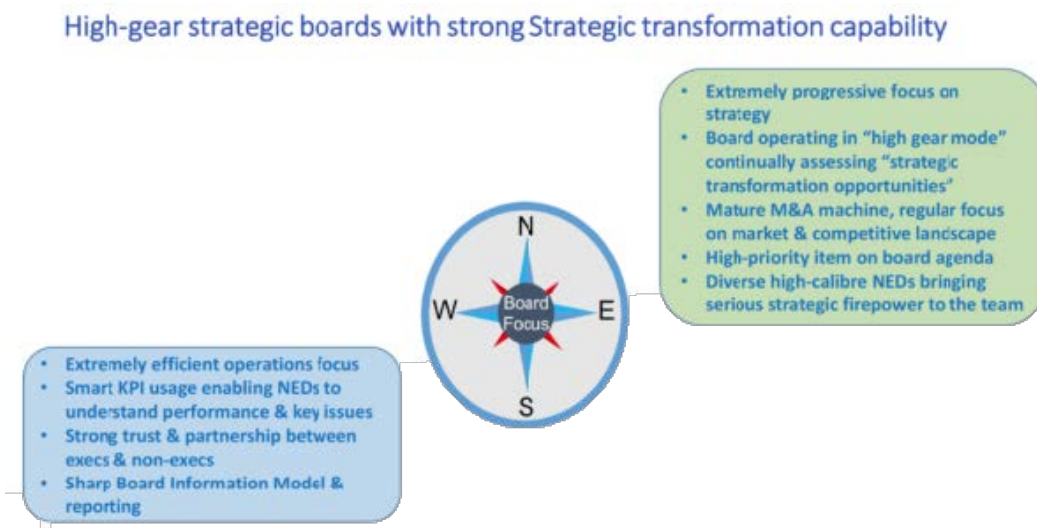 High-gear strategic boards with strong Strategic transformation capability
• Extremely progressive focus on
strategy
• Board operating in “high gear mode”
continually assessing “strategic
transformation opportunities”
• Mature M&A machine, regular focus
on market & competitive landscape
• High-priority item on board agenda
• Diverse high-calibre NEDs bringing
serious strategic firepower to the team
N
W
Board
Focus
E
S
• Extremely efficient operations focus
• Smart KPI usage enabling NEDs to
understand performance & key issues
• Strong trust & partnership between
execs & non-execs
• Sharp Board Information Model &
reporting